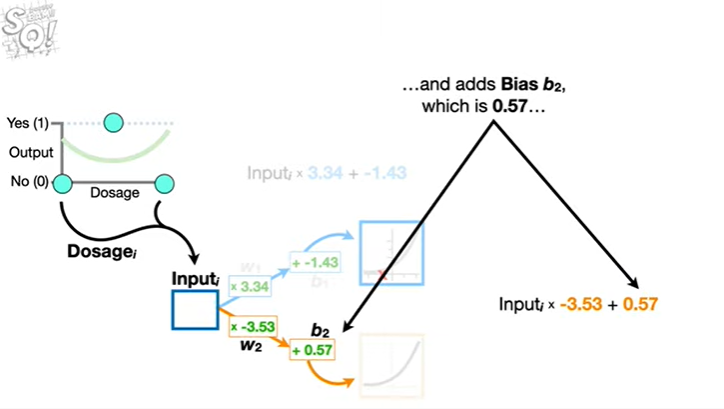 SQ!
…and adds Bias b₂,
which is 0.57…
Yes (1)
Output
No (0)
Dosage
Inputᵢ × 3.34 + -1.43
Dosageᵢ
Inputᵢ
w₁
× 3.34
+ -1.43
b₁
× -3.53
w₂
b₂
+ 0.57
Inputᵢ × -3.53 + 0.57